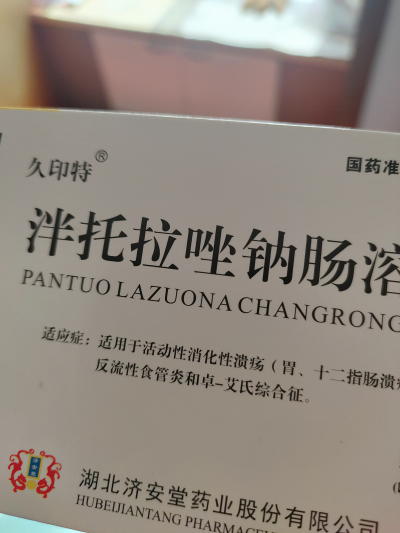 久印特®
国药准
泮托拉唑钠肠溶
PANTUO LAZUONA CHANGRONG
适应症：适用于活动性消化性溃疡（胃、十二指肠溃疡
反流性食管炎和卓-艾氏综合征。
湖北济安堂药业股份有限公司
HUBEIJIANTANG PHARMACEU